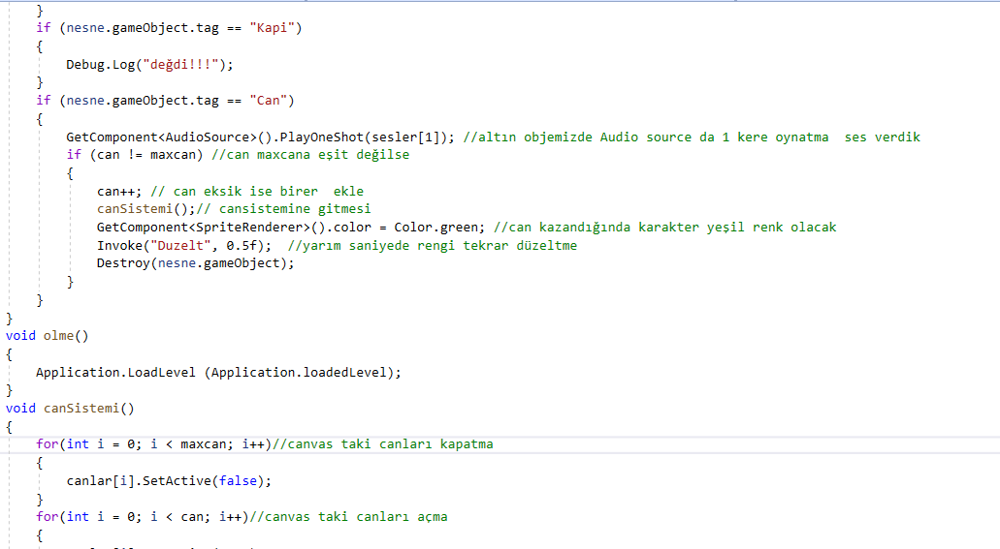 }
if (nesne.gameObject.tag == "Kapi")
{
Debug.Log("değdi!!!");
}
if (nesne.gameObject.tag == "Can")
{
GetComponent<AudioSource>().PlayOneShot(sesler[1]); //altın objemizde Audio source da 1 kere oynatma  ses verdik
if (can != maxcan) //can maxcana eşit değilse
{
can++; // can eksik ise birer  ekle
canSistemi();// cansistemine gitmesi
GetComponent<SpriteRenderer>().color = Color.green; //can kazandığında karakter yeşil renk olacak
Invoke("Duzelt", 0.5f);  //yarım saniyede rengi tekrar düzeltme
Destroy(nesne.gameObject);
}
}
}
void olme()
{
Application.LoadLevel (Application.loadedLevel);
}
void canSistemi()
{
for(int i = 0; i < maxcan; i++)//canvas taki canları kapatma
{
canlar[i].SetActive(false);
}
for(int i = 0; i < can; i++)//canvas taki canları açma
{